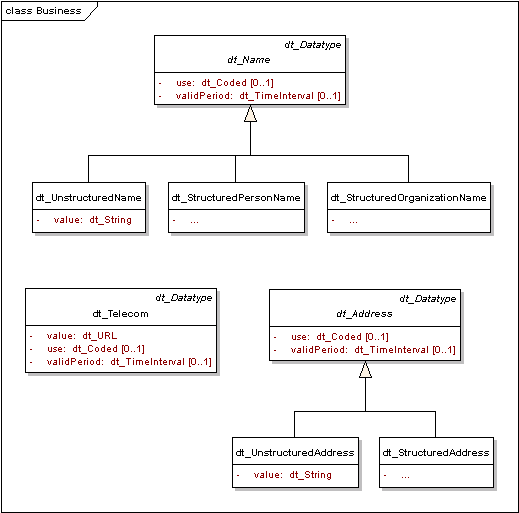 class Business
dt_Datatype
dt_Name
- use: dt_Coded [0..1]
- validPeriod: dt_TimeInterval [0..1]
dt_UnstructuredName
- value: dt_String
dt_StructuredPersonName
- ...
dt_StructuredOrganizationName
- ...
dt_Datatype
dt_Telecom
- value: dt_URL
- use: dt_Coded [0..1]
- validPeriod: dt_TimeInterval [0..1]
dt_Datatype
dt_Address
- use: dt_Coded [0..1]
- validPeriod: dt_TimeInterval [0..1]
dt_UnstructuredAddress
- value: dt_String
dt_StructuredAddress
- ...